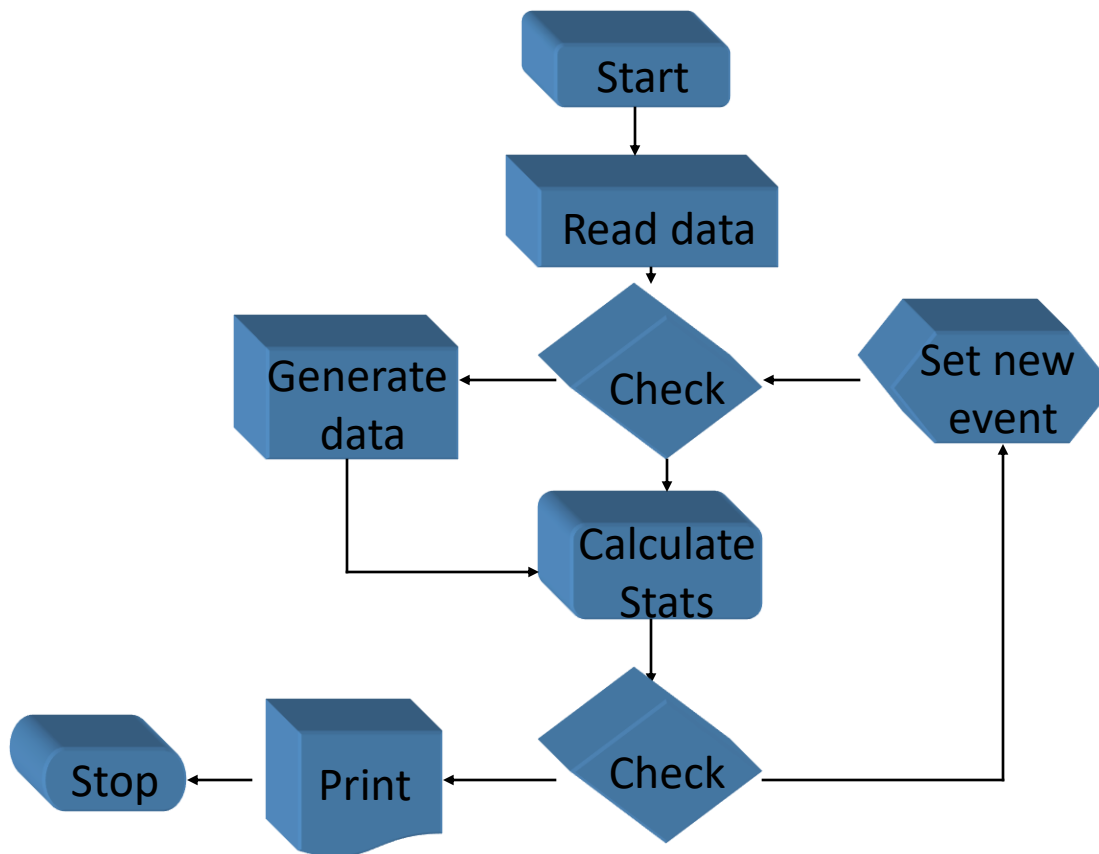 Start
Read data
Generate
data
Check
Set new
event
Calculate
Stats
Stop
Print
Check